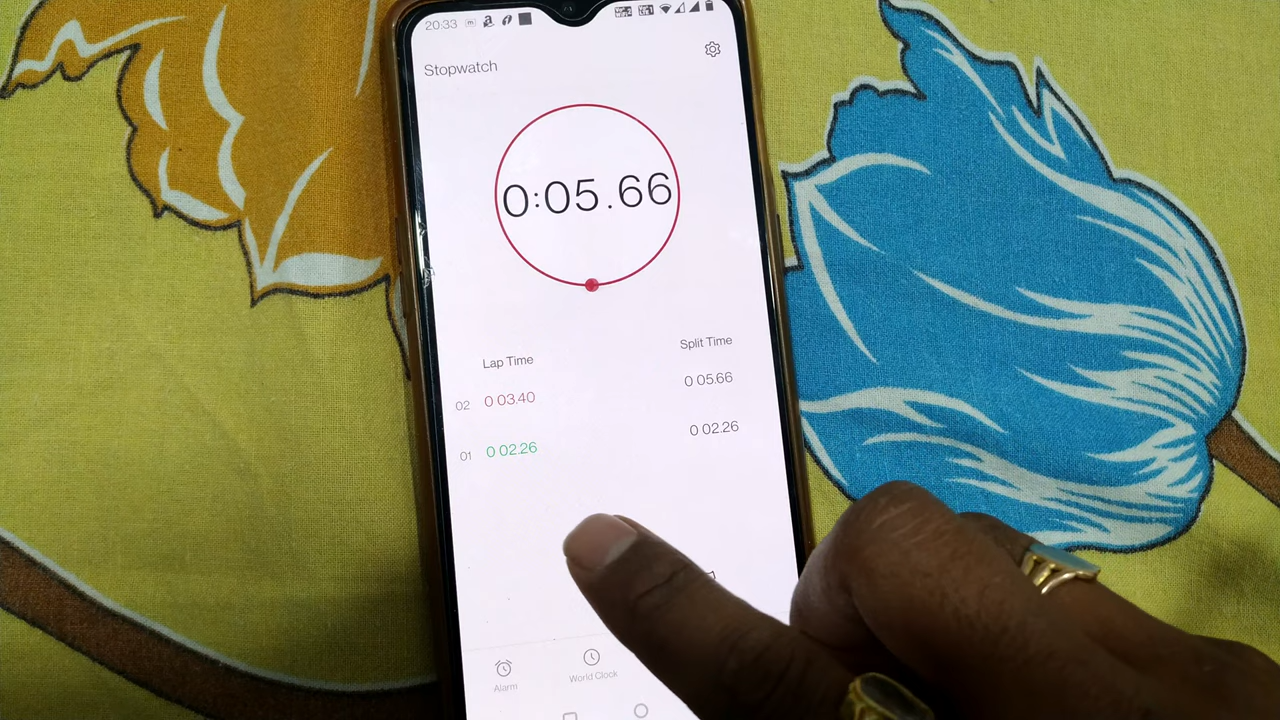 20:33
Stopwatch
0:05.66
Lap Time Split Time
02 0 03.40 0 05.66
01 0 02.26 0 02.26
Alarm World Clock